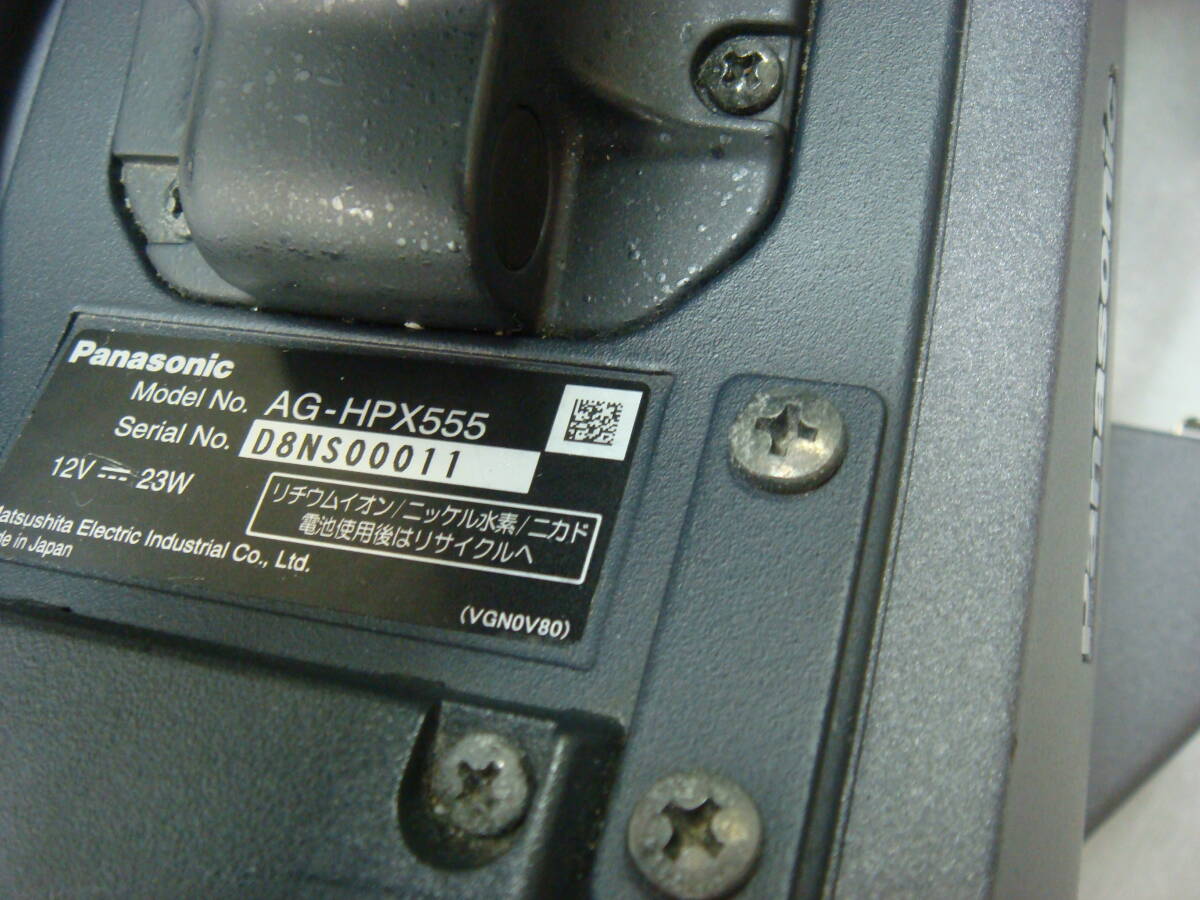 Panasonic
Model No. AG-HPX555
Serial No. D8NS00011
12V ⎓ 23W
リチウムイオン/ニッケル水素/ニカド
電池使用後はリサイクルへ
Matsushita Electric Industrial Co., Ltd.
in Japan
(VGN0V80)
Panasonic